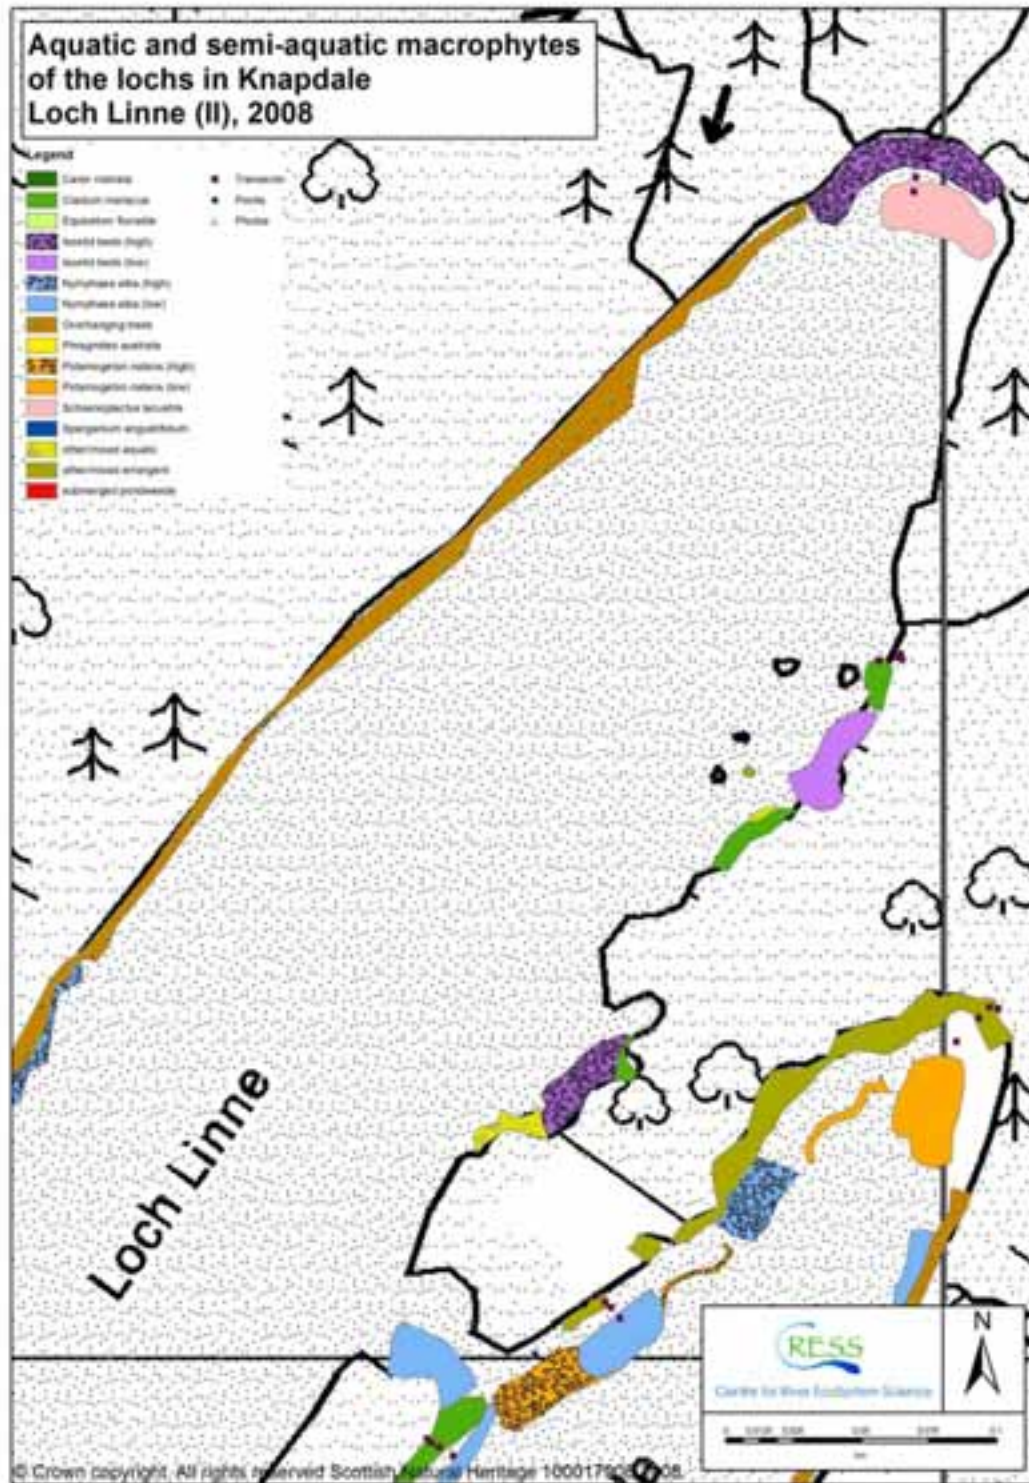 Aquatic and semi-aquatic macrophytes
of the lochs in Knapdale
Loch Linne (II), 2008
Legend
Carex rostrata
Cladium mariscus
Equisetum fluviatile
Isoetid beds (high)
Isoetid beds (low)
Nymphaea alba (high)
Nymphaea alba (low)
Overhanging trees
Phragmites australis
Potamogeton natans (high)
Potamogeton natans (low)
Schoenoplectus lacustris
Sparganium angustifolium
other/mixed aquatic
other/mixed emergent
submerged pondweeds
Transects
Points
Photos
Loch Linne
CRESS
Centre for River EcoSystem Science
N
© Crown copyright. All rights reserved Scottish Natural Heritage 2008.